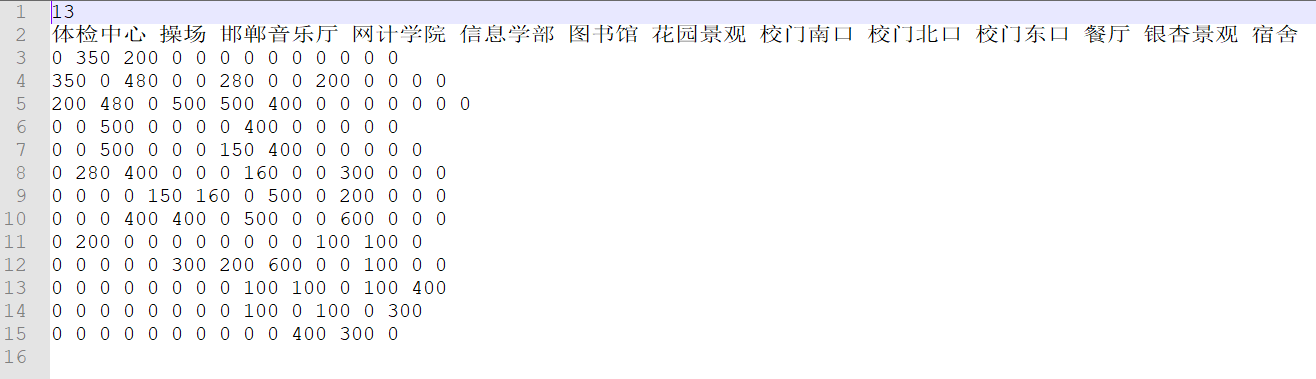 1 13
2 体检中心 操场 邯郸音乐厅 网计学院 信息学部 图书馆 花园景观 校门南口 校门北口 校门东口 餐厅 银杏景观 宿舍
3 0 350 200 0 0 0 0 0 0 0 0 0 0
4 350 0 480 0 0 280 0 0 200 0 0 0 0
5 200 480 0 500 500 400 0 0 0 0 0 0 0
6 0 0 500 0 0 0 0 400 0 0 0 0 0
7 0 0 500 0 0 0 150 400 0 0 0 0 0
8 0 280 400 0 0 0 160 0 0 300 0 0 0
9 0 0 0 0 150 160 0 500 0 200 0 0 0
10 0 0 0 400 400 0 500 0 0 600 0 0 0
11 0 200 0 0 0 0 0 0 0 0 100 100 0
12 0 0 0 0 0 300 200 600 0 0 100 0 0
13 0 0 0 0 0 0 0 0 100 100 0 100 400
14 0 0 0 0 0 0 0 0 100 0 100 0 300
15 0 0 0 0 0 0 0 0 0 0 400 300 0
16